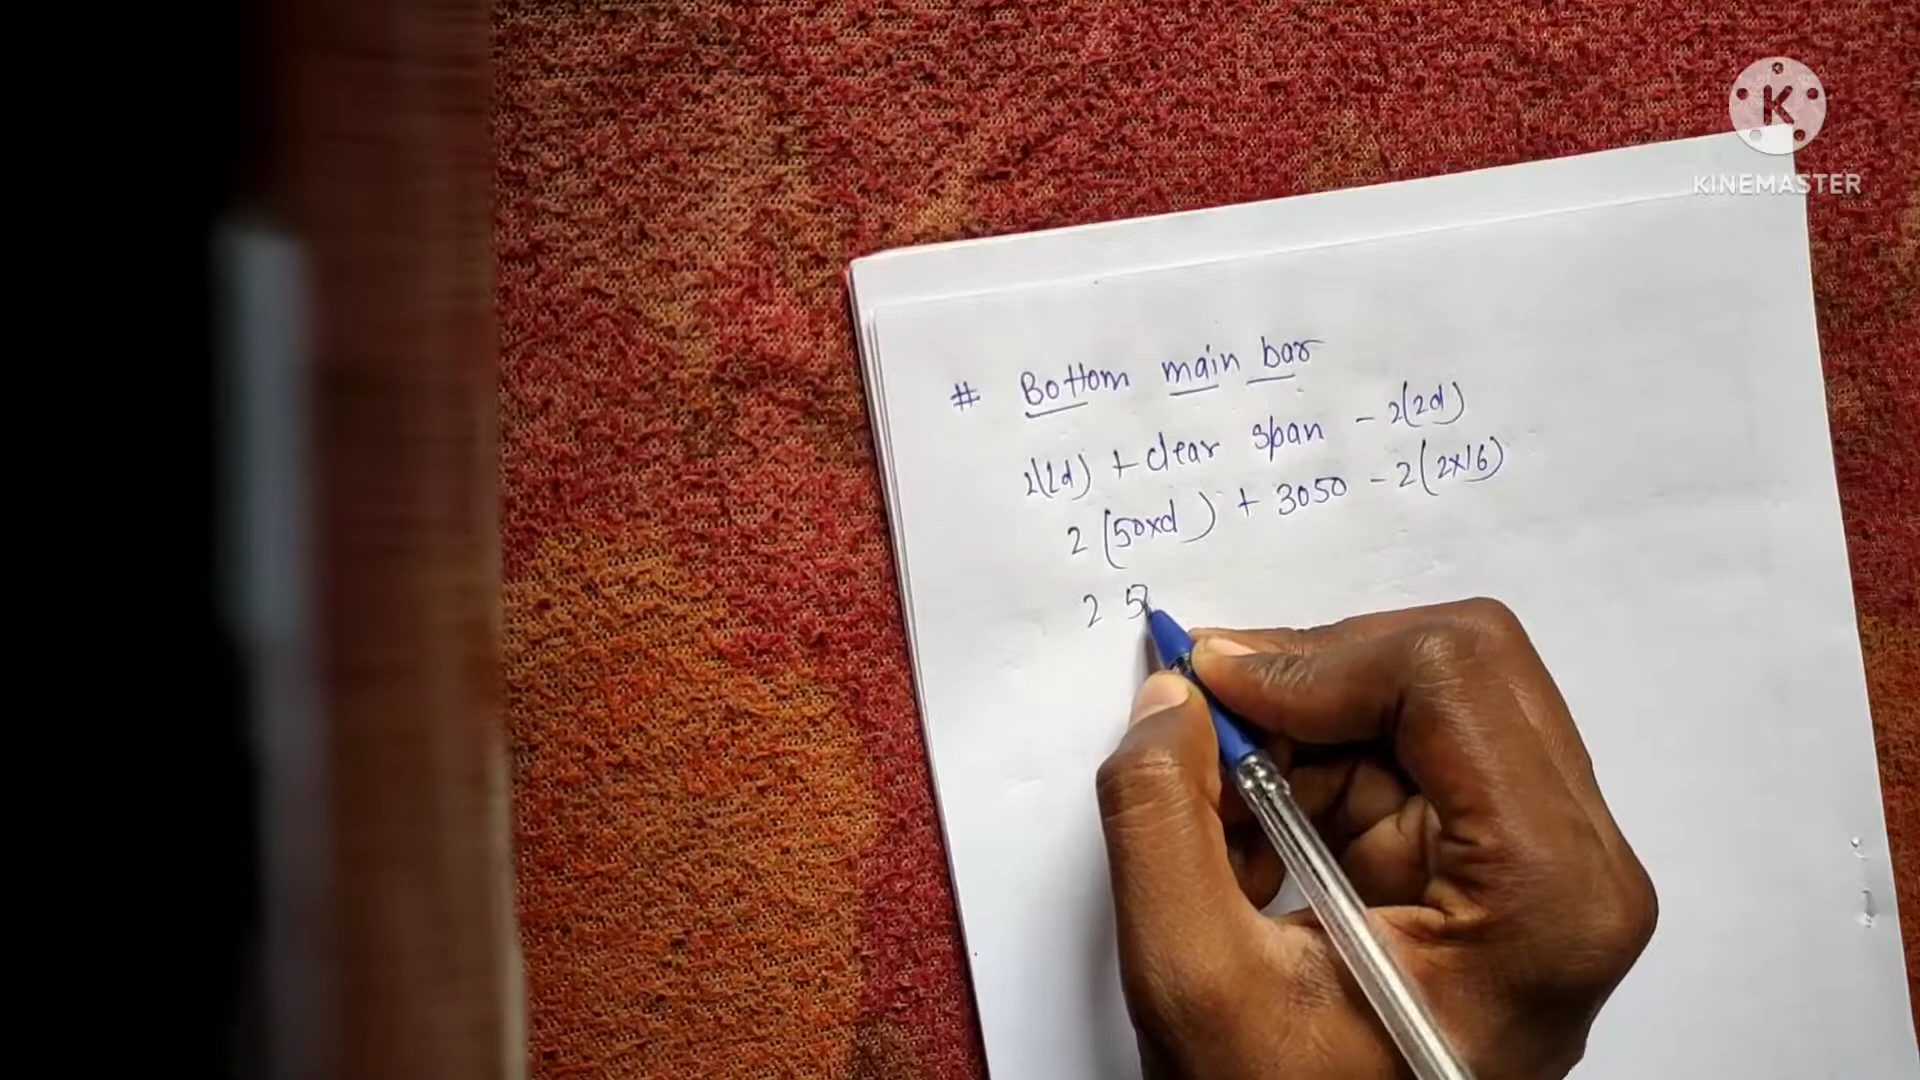 KINEMASTER
# Bottom main bar
2(Ld) + clear span - 2(2d)
2 (50xd) + 3050 - 2(2x16)
2 5